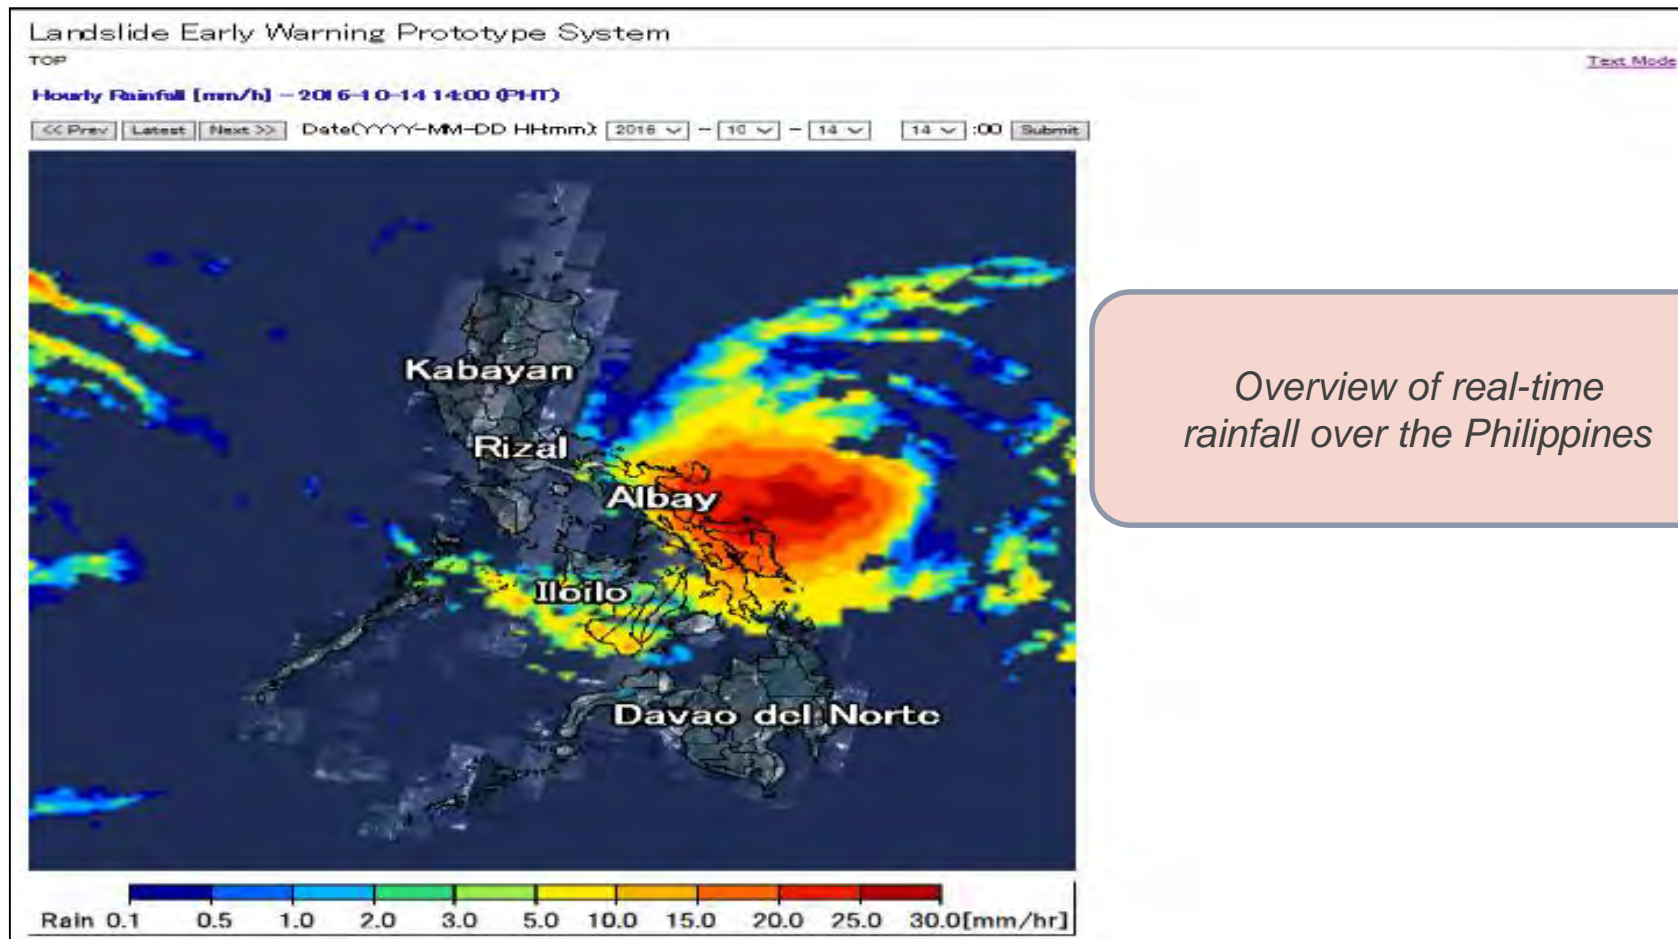 Landslide Early Warning Prototype System
TOP
Text Mode
Hourly Rainfall [mm/h] - 2016-10-14 14:00 (PHT)
<< Prev Latest Next >> Date(YYYY-MM-DD HH:mm): 2016 - 10 - 14 14 :00 Submit
Kabayan
Rizal
Albay
Iloilo
Davao del Norte
Overview of real-time
rainfall over the Philippines
Rain 0.1 0.5 1.0 2.0 3.0 5.0 10.0 15.0 20.0 25.0 30.0[mm/hr]